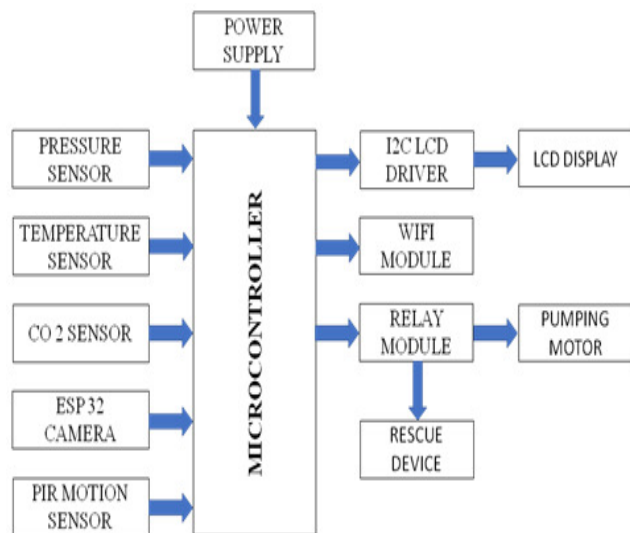 POWER
SUPPLY
PRESSURE
SENSOR
TEMPERATURE
SENSOR
CO 2 SENSOR
ESP 32
CAMERA
PIR MOTION
SENSOR
MICROCONTROLLER
I2C LCD
DRIVER
LCD DISPLAY
WIFI
MODULE
RELAY
MODULE
PUMPING
MOTOR
RESCUE
DEVICE